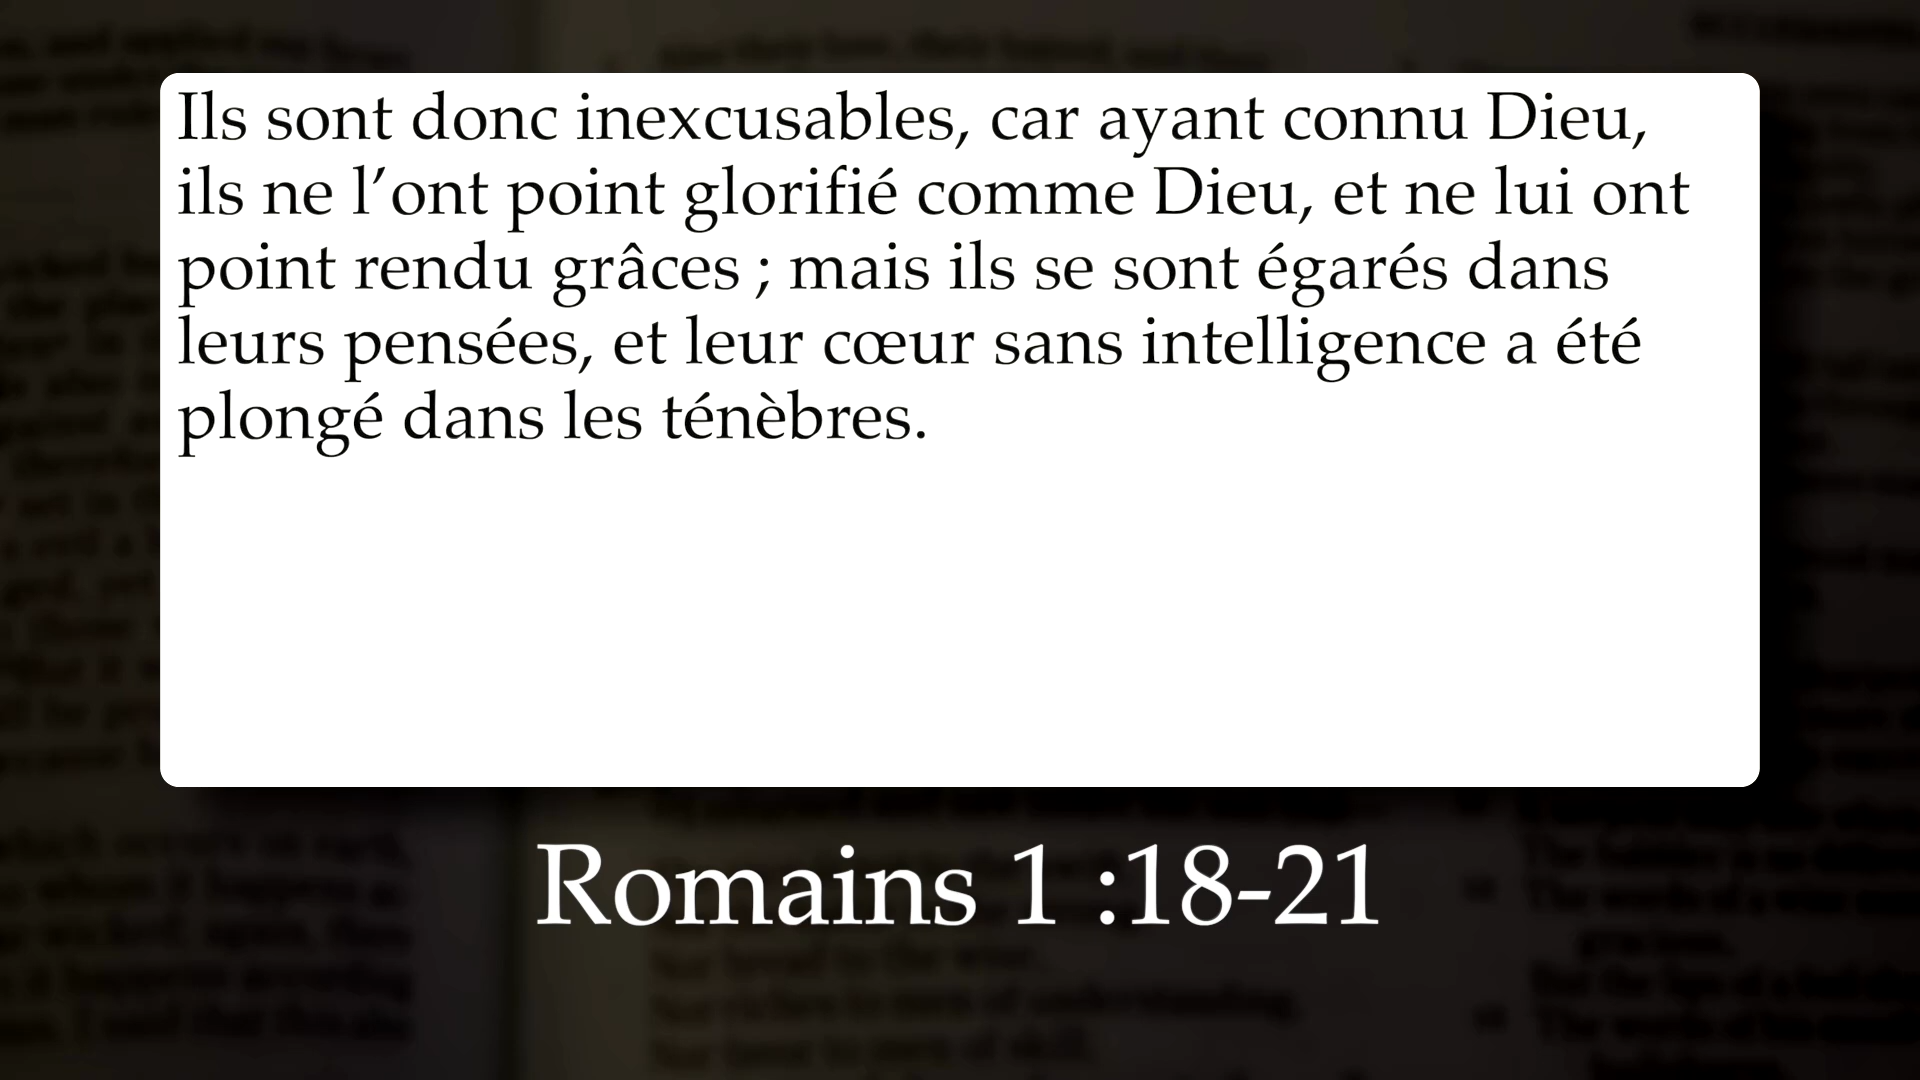 Ils sont donc inexcusables, car ayant connu Dieu,
ils ne l’ont point glorifié comme Dieu, et ne lui ont
point rendu grâces ; mais ils se sont égarés dans
leurs pensées, et leur cœur sans intelligence a été
plongé dans les ténèbres.
Romains 1 :18-21